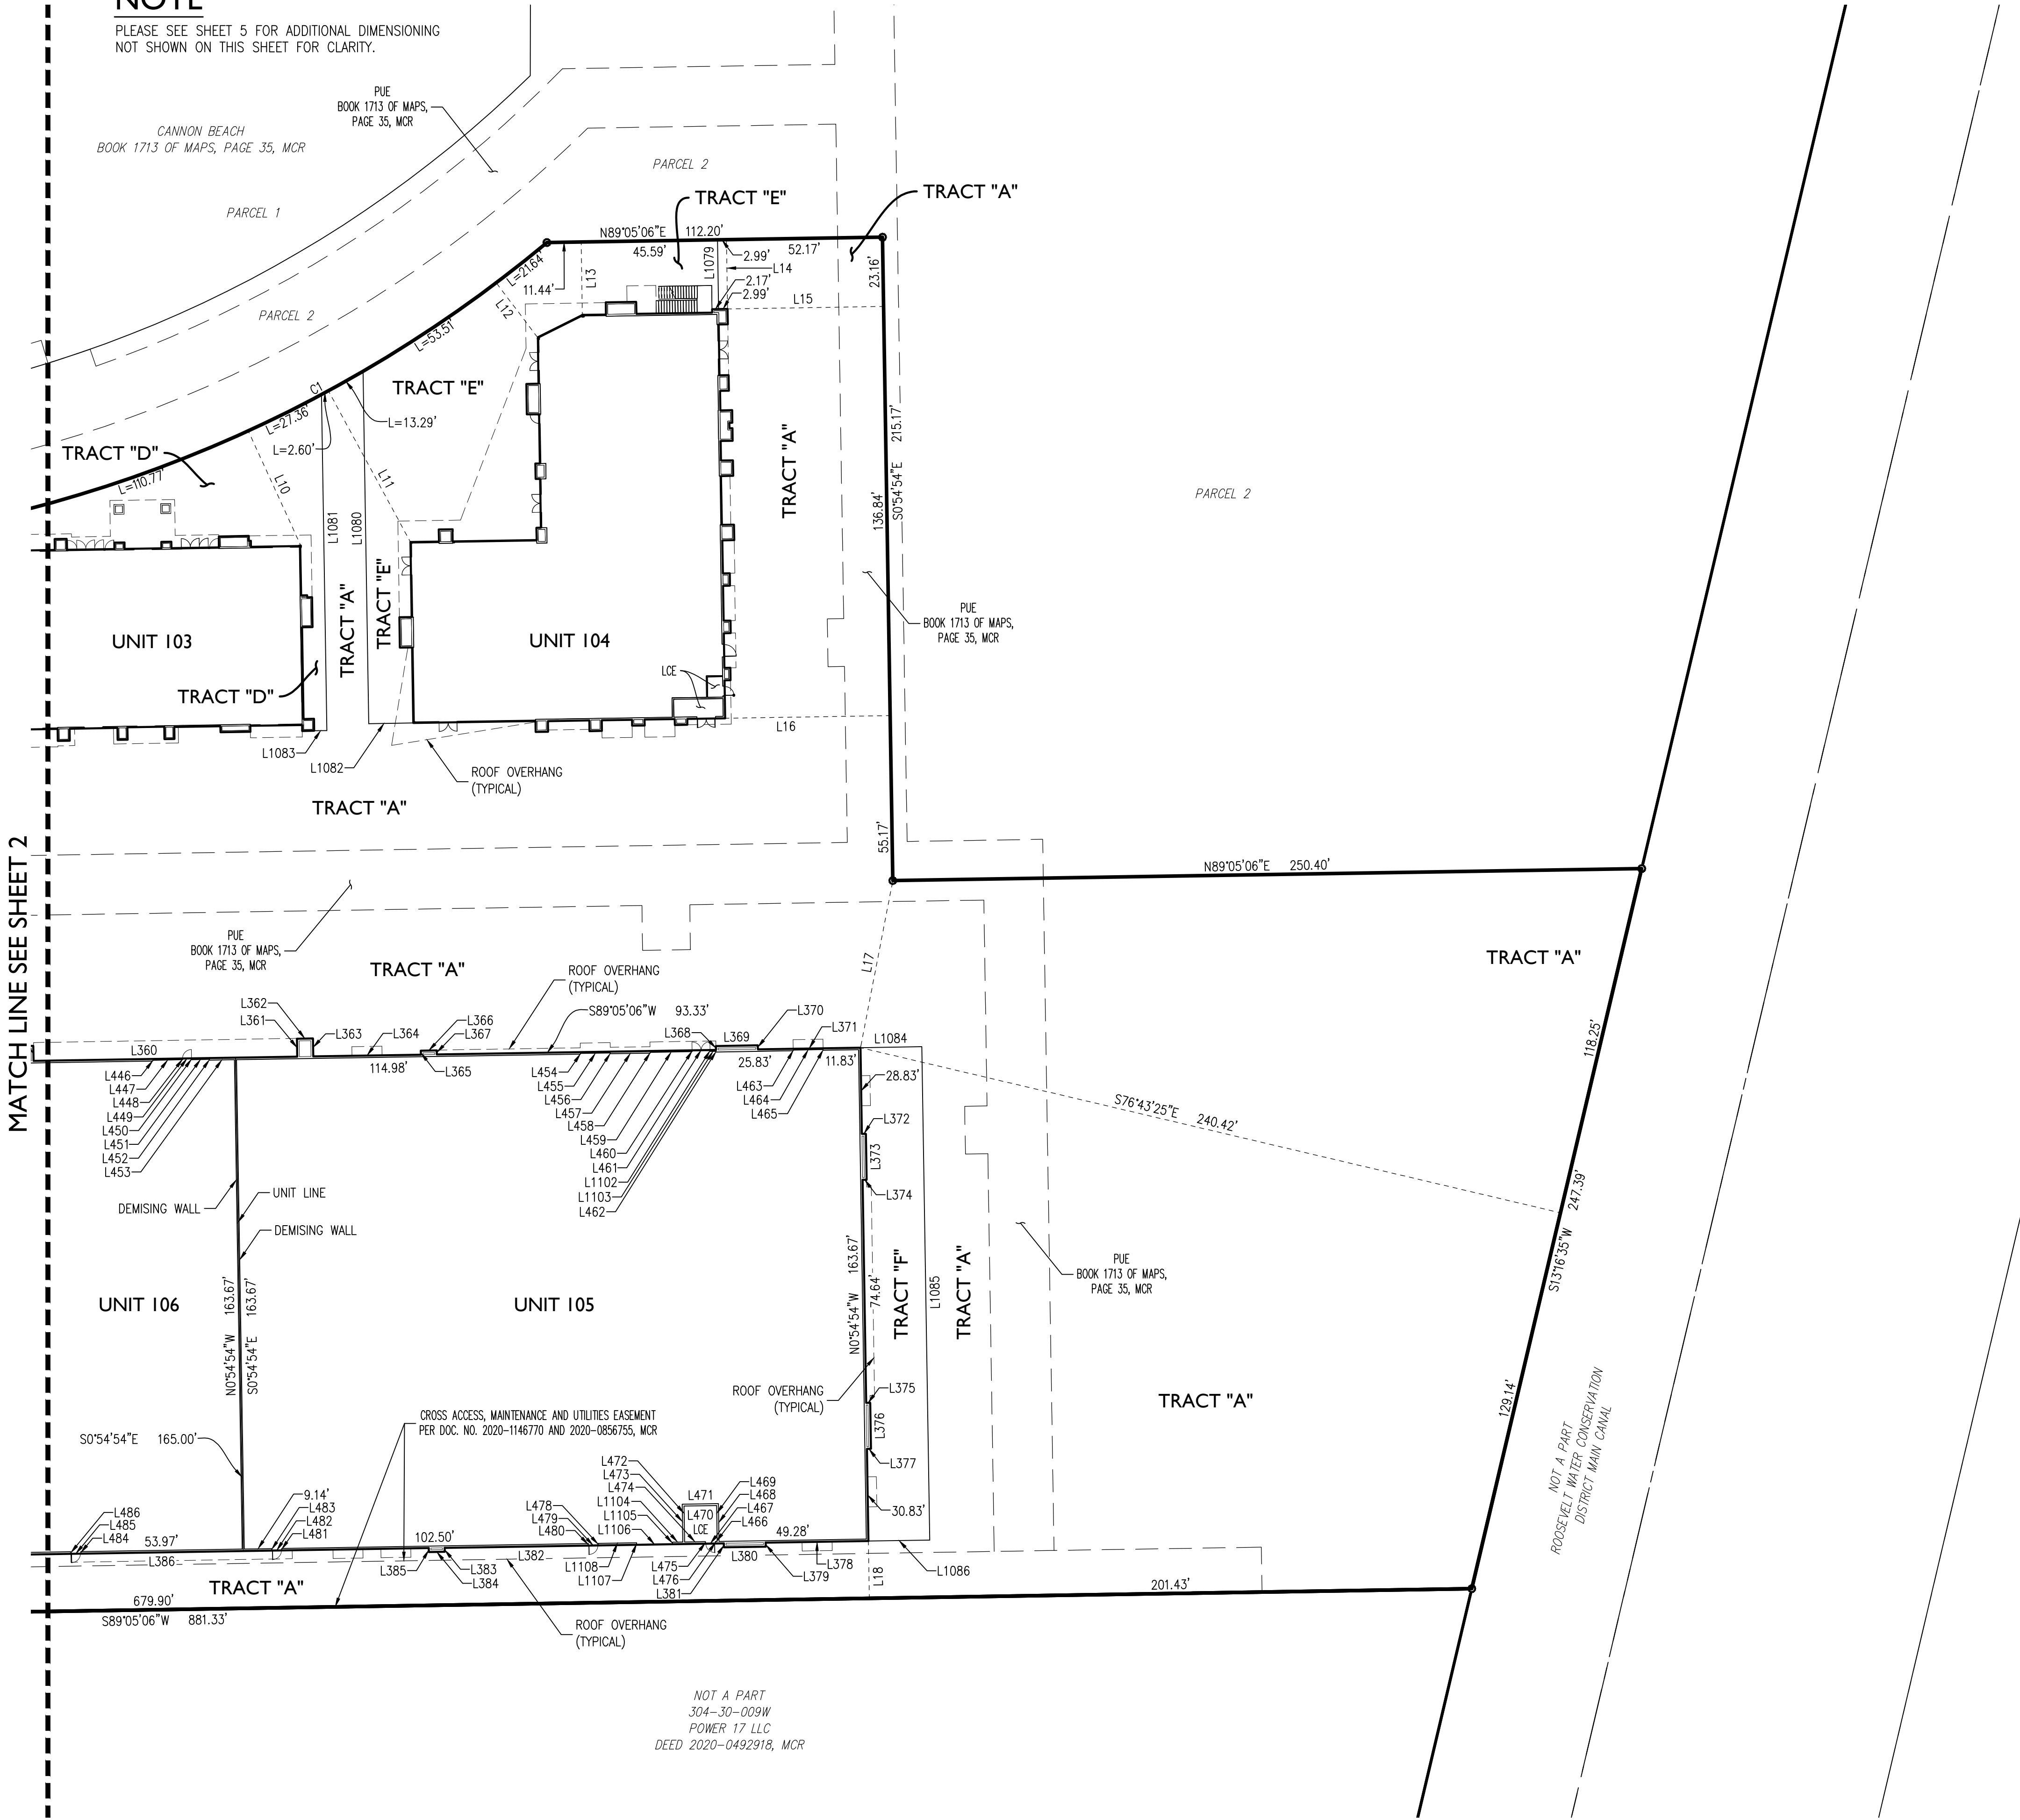 NOTE
PLEASE SEE SHEET 5 FOR ADDITIONAL DIMENSIONING
NOT SHOWN ON THIS SHEET FOR CLARITY.
PUE
BOOK 1713 OF MAPS,
PAGE 35, MCR
CANNON BEACH
BOOK 1713 OF MAPS, PAGE 35, MCR
PARCEL 1
PARCEL 2
PARCEL 2
TRACT "E"
TRACT "A"
N89°05'06"E 112.20'
45.59'
52.17'
2.99'
L14
L1079
L13
11.44'
2.17'
2.99'
L15
23.16'
L=21.64'
L12
L=53.51'
C1
TRACT "E"
L=13.29'
L=27.36'
L=2.60'
TRACT "D"
L=110.77'
L10
L11
L1081
L1080
TRACT "A"
136.84'
S0°54'54"E 215.17'
PARCEL 2
TRACT "A"
TRACT "E"
UNIT 103
UNIT 104
PUE
BOOK 1713 OF MAPS,
PAGE 35, MCR
LCE
TRACT "D"
L16
L1083
L1082
ROOF OVERHANG
(TYPICAL)
TRACT "A"
55.17'
N89°05'06"E 250.40'
MATCH LINE SEE SHEET 2
PUE
BOOK 1713 OF MAPS,
PAGE 35, MCR
TRACT "A"
TRACT "A"
L17
ROOF OVERHANG
(TYPICAL)
S89°05'06"W 93.33'
L362
L361
L363
L364
L366
L367
L368
L369
L370
L371
L1084
L360
114.98'
L365
25.83'
11.83'
28.83'
118.25'
L446
L447
L448
L449
L450
L451
L452
L453
L454
L455
L456
L457
L458
L459
L460
L461
L1102
L1103
L462
L463
L464
L465
L372
L373
L374
S76°43'25"E 240.42'
247.39'
S13°16'35"W
DEMISING WALL
UNIT LINE
DEMISING WALL
N0°54'54"W 163.67'
S0°54'54"E 163.67'
UNIT 106
UNIT 105
N0°54'54"W 163.67'
74.64'
TRACT "F"
L1085
TRACT "A"
PUE
BOOK 1713 OF MAPS,
PAGE 35, MCR
ROOF OVERHANG
(TYPICAL)
L375
L376
L377
TRACT "A"
129.14'
NOT A PART
ROOSEVELT WATER CONSERVATION
DISTRICT MAIN CANAL
CROSS ACCESS, MAINTENANCE AND UTILITIES EASEMENT
PER DOC. NO. 2020-1146770 AND 2020-0856755, MCR
S0°54'54"E 165.00'
L472
L473
L474
L1104
L1105
L1106
L471
L470
LCE
L469
L468
L467
L466
30.83'
L486
L485
L484
9.14'
L483
L482
L481
L478
L479
L480
53.97'
L386
102.50'
L385
L383
L384
L382
L1108
L1107
L475
L476
L381
L380
49.28'
L378
L379
L1086
L18
TRACT "A"
201.43'
679.90'
S89°05'06"W 881.33'
ROOF OVERHANG
(TYPICAL)
NOT A PART
304-30-009W
POWER 17 LLC
DEED 2020-0492918, MCR